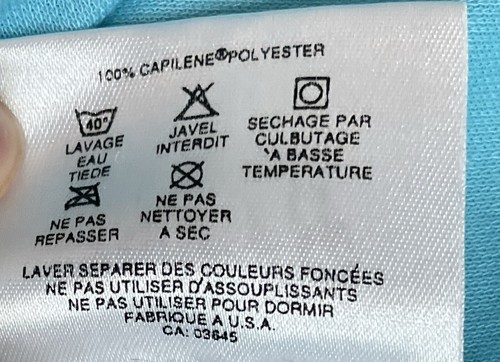 100% CAPILENE®POLYESTER
40°
LAVAGE
EAU
TIEDE
JAVEL
INTERDIT
SECHAGE PAR
CULBUTAGE
`A BASSE
TEMPERATURE
NE PAS
REPASSER
NE PAS
NETTOYER
A SEC
LAVER SEPARER DES COULEURS FONCÉES
NE PAS UTILISER D'ASSOUPLISSANTS
NE PAS UTILISER POUR DORMIR
FABRIQUE A U.S.A.
CA: 03645